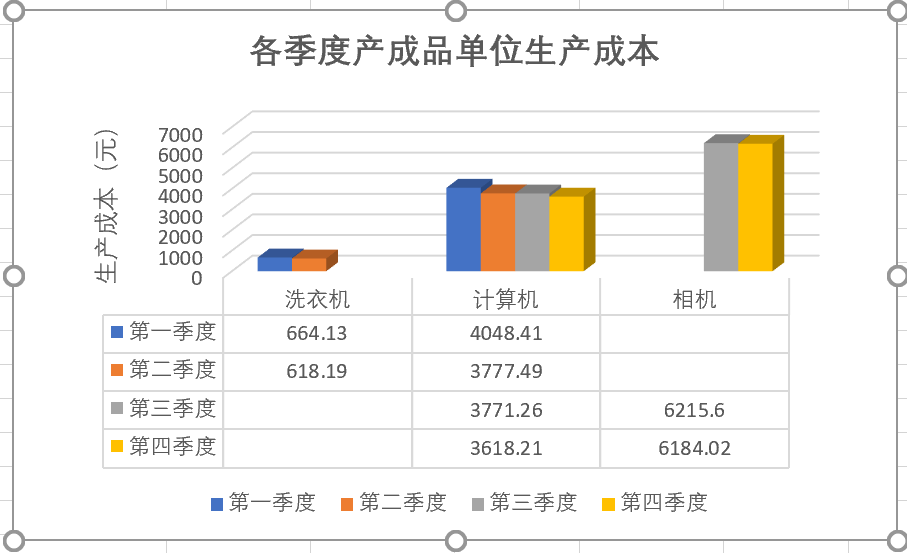 各季度产成品单位生产成本
生产成本（元）
7000
6000
5000
4000
3000
2000
1000
0
洗衣机 计算机 相机
第一季度 664.13 4048.41
第二季度 618.19 3777.49
第三季度 3771.26 6215.6
第四季度 3618.21 6184.02
第一季度 第二季度 第三季度 第四季度